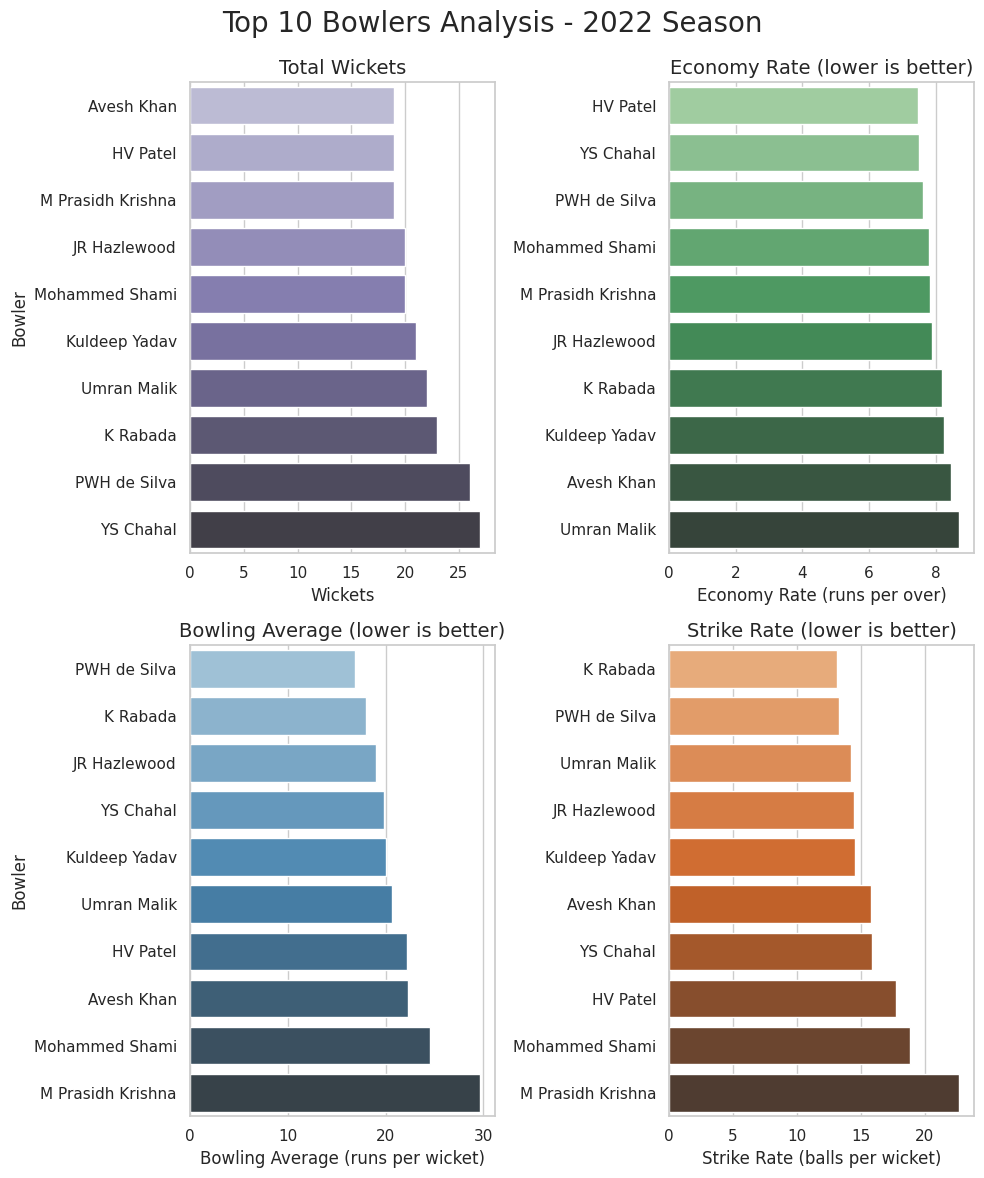 Top 10 Bowlers Analysis - 2022 Season
Total Wickets
Bowler
Avesh Khan
HV Patel
M Prasidh Krishna
JR Hazlewood
Mohammed Shami
Kuldeep Yadav
Umran Malik
K Rabada
PWH de Silva
YS Chahal
0 5 10 15 20 25
Wickets
Economy Rate (lower is better)
HV Patel
YS Chahal
PWH de Silva
Mohammed Shami
M Prasidh Krishna
JR Hazlewood
K Rabada
Kuldeep Yadav
Avesh Khan
Umran Malik
0 2 4 6 8
Economy Rate (runs per over)
Bowling Average (lower is better)
Bowler
PWH de Silva
K Rabada
JR Hazlewood
YS Chahal
Kuldeep Yadav
Umran Malik
HV Patel
Avesh Khan
Mohammed Shami
M Prasidh Krishna
0 10 20 30
Bowling Average (runs per wicket)
Strike Rate (lower is better)
K Rabada
PWH de Silva
Umran Malik
JR Hazlewood
Kuldeep Yadav
Avesh Khan
YS Chahal
HV Patel
Mohammed Shami
M Prasidh Krishna
0 5 10 15 20
Strike Rate (balls per wicket)